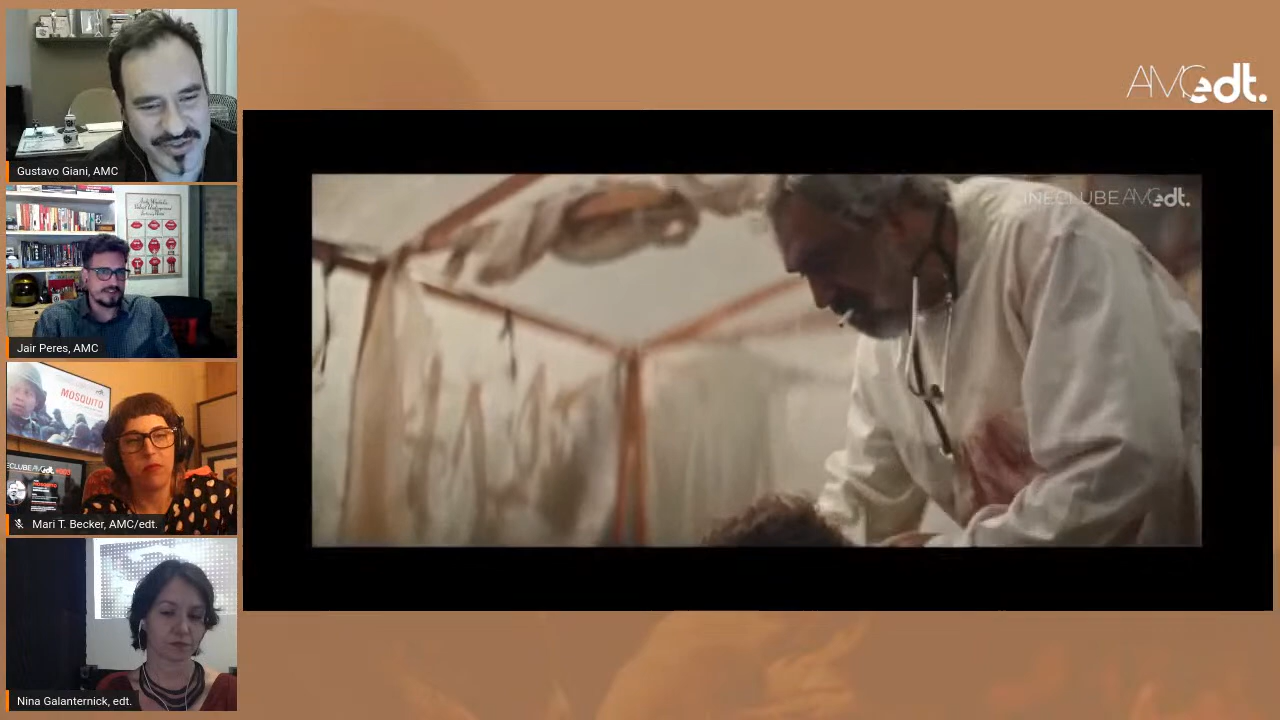 Gustavo Giani, AMC
Jair Peres, AMC
MOSQUITO
Mari T. Becker, AMC/edt.
Nina Galanternick, edt.
AMCedt.
INECLUBE AMCedt.